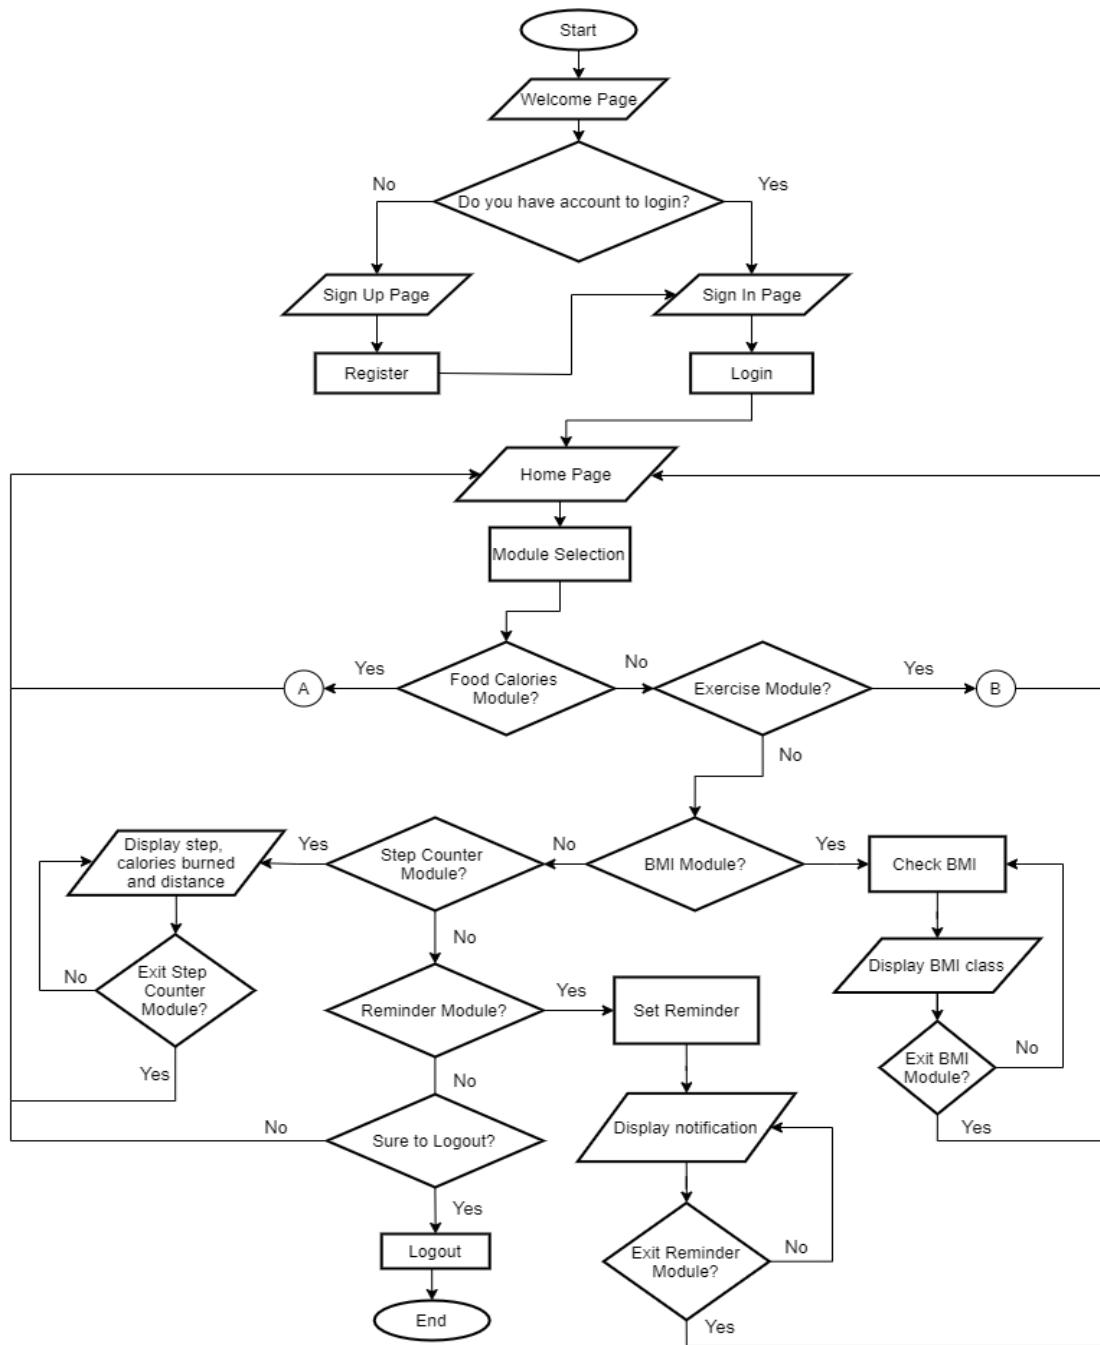 Start
Welcome Page
No
Yes
Do you have account to login?
Sign Up Page
Sign In Page
Register
Login
Home Page
Module Selection
Yes
No
Yes
A
Food Calories
Module?
Exercise Module?
B
No
Display step,
calories burned
and distance
Yes
Step Counter
Module?
No
BMI Module?
Yes
Check BMI
No
Display BMI class
No
Exit Step
Counter
Module?
Reminder Module?
Yes
Set Reminder
Exit BMI
Module?
No
Yes
No
No
Sure to Logout?
Display notification
Yes
Yes
Logout
Exit Reminder
Module?
No
End
Yes